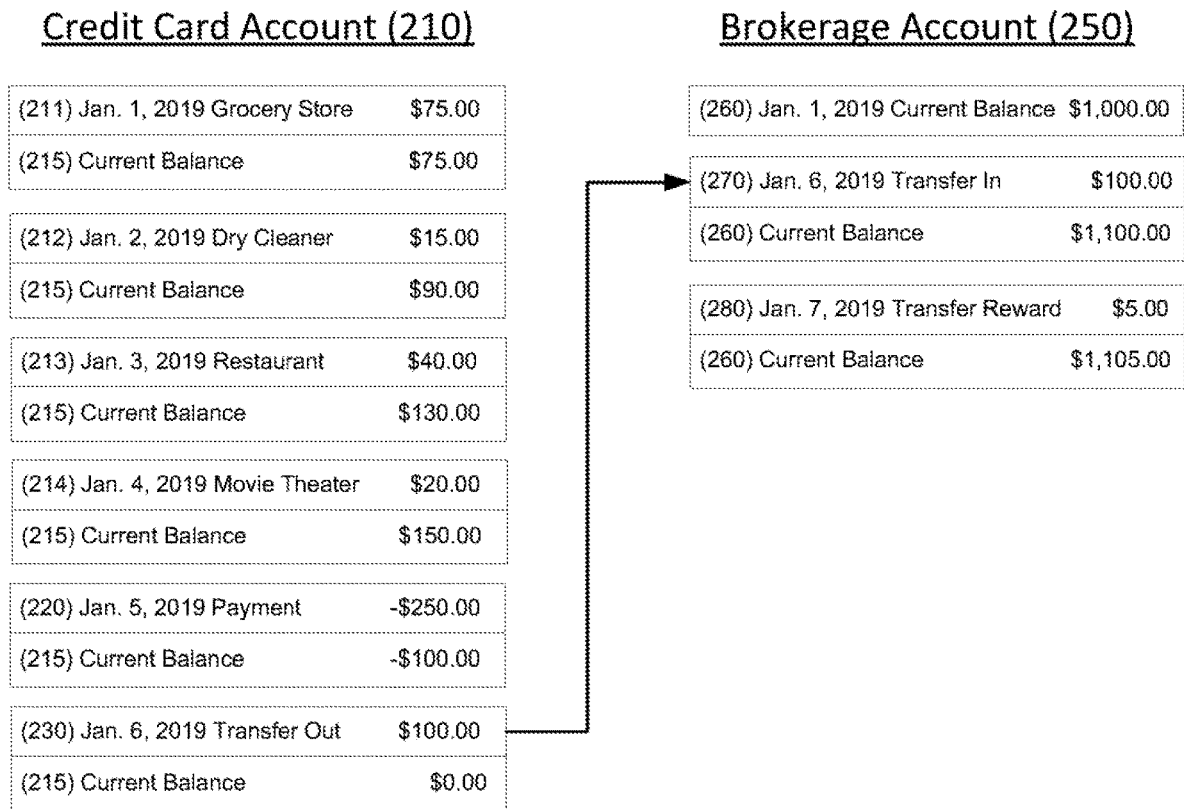 Credit Card Account (210)
(211) Jan. 1, 2019 Grocery Store $75.00
(215) Current Balance $75.00
(212) Jan. 2, 2019 Dry Cleaner $15.00
(215) Current Balance $90.00
(213) Jan. 3, 2019 Restaurant $40.00
(215) Current Balance $130.00
(214) Jan. 4, 2019 Movie Theater $20.00
(215) Current Balance $150.00
(220) Jan. 5, 2019 Payment -$250.00
(215) Current Balance -$100.00
(230) Jan. 6, 2019 Transfer Out $100.00
(215) Current Balance $0.00
Brokerage Account (250)
(260) Jan. 1, 2019 Current Balance $1,000.00
(270) Jan. 6, 2019 Transfer In $100.00
(260) Current Balance $1,100.00
(280) Jan. 7, 2019 Transfer Reward $5.00
(260) Current Balance $1,105.00